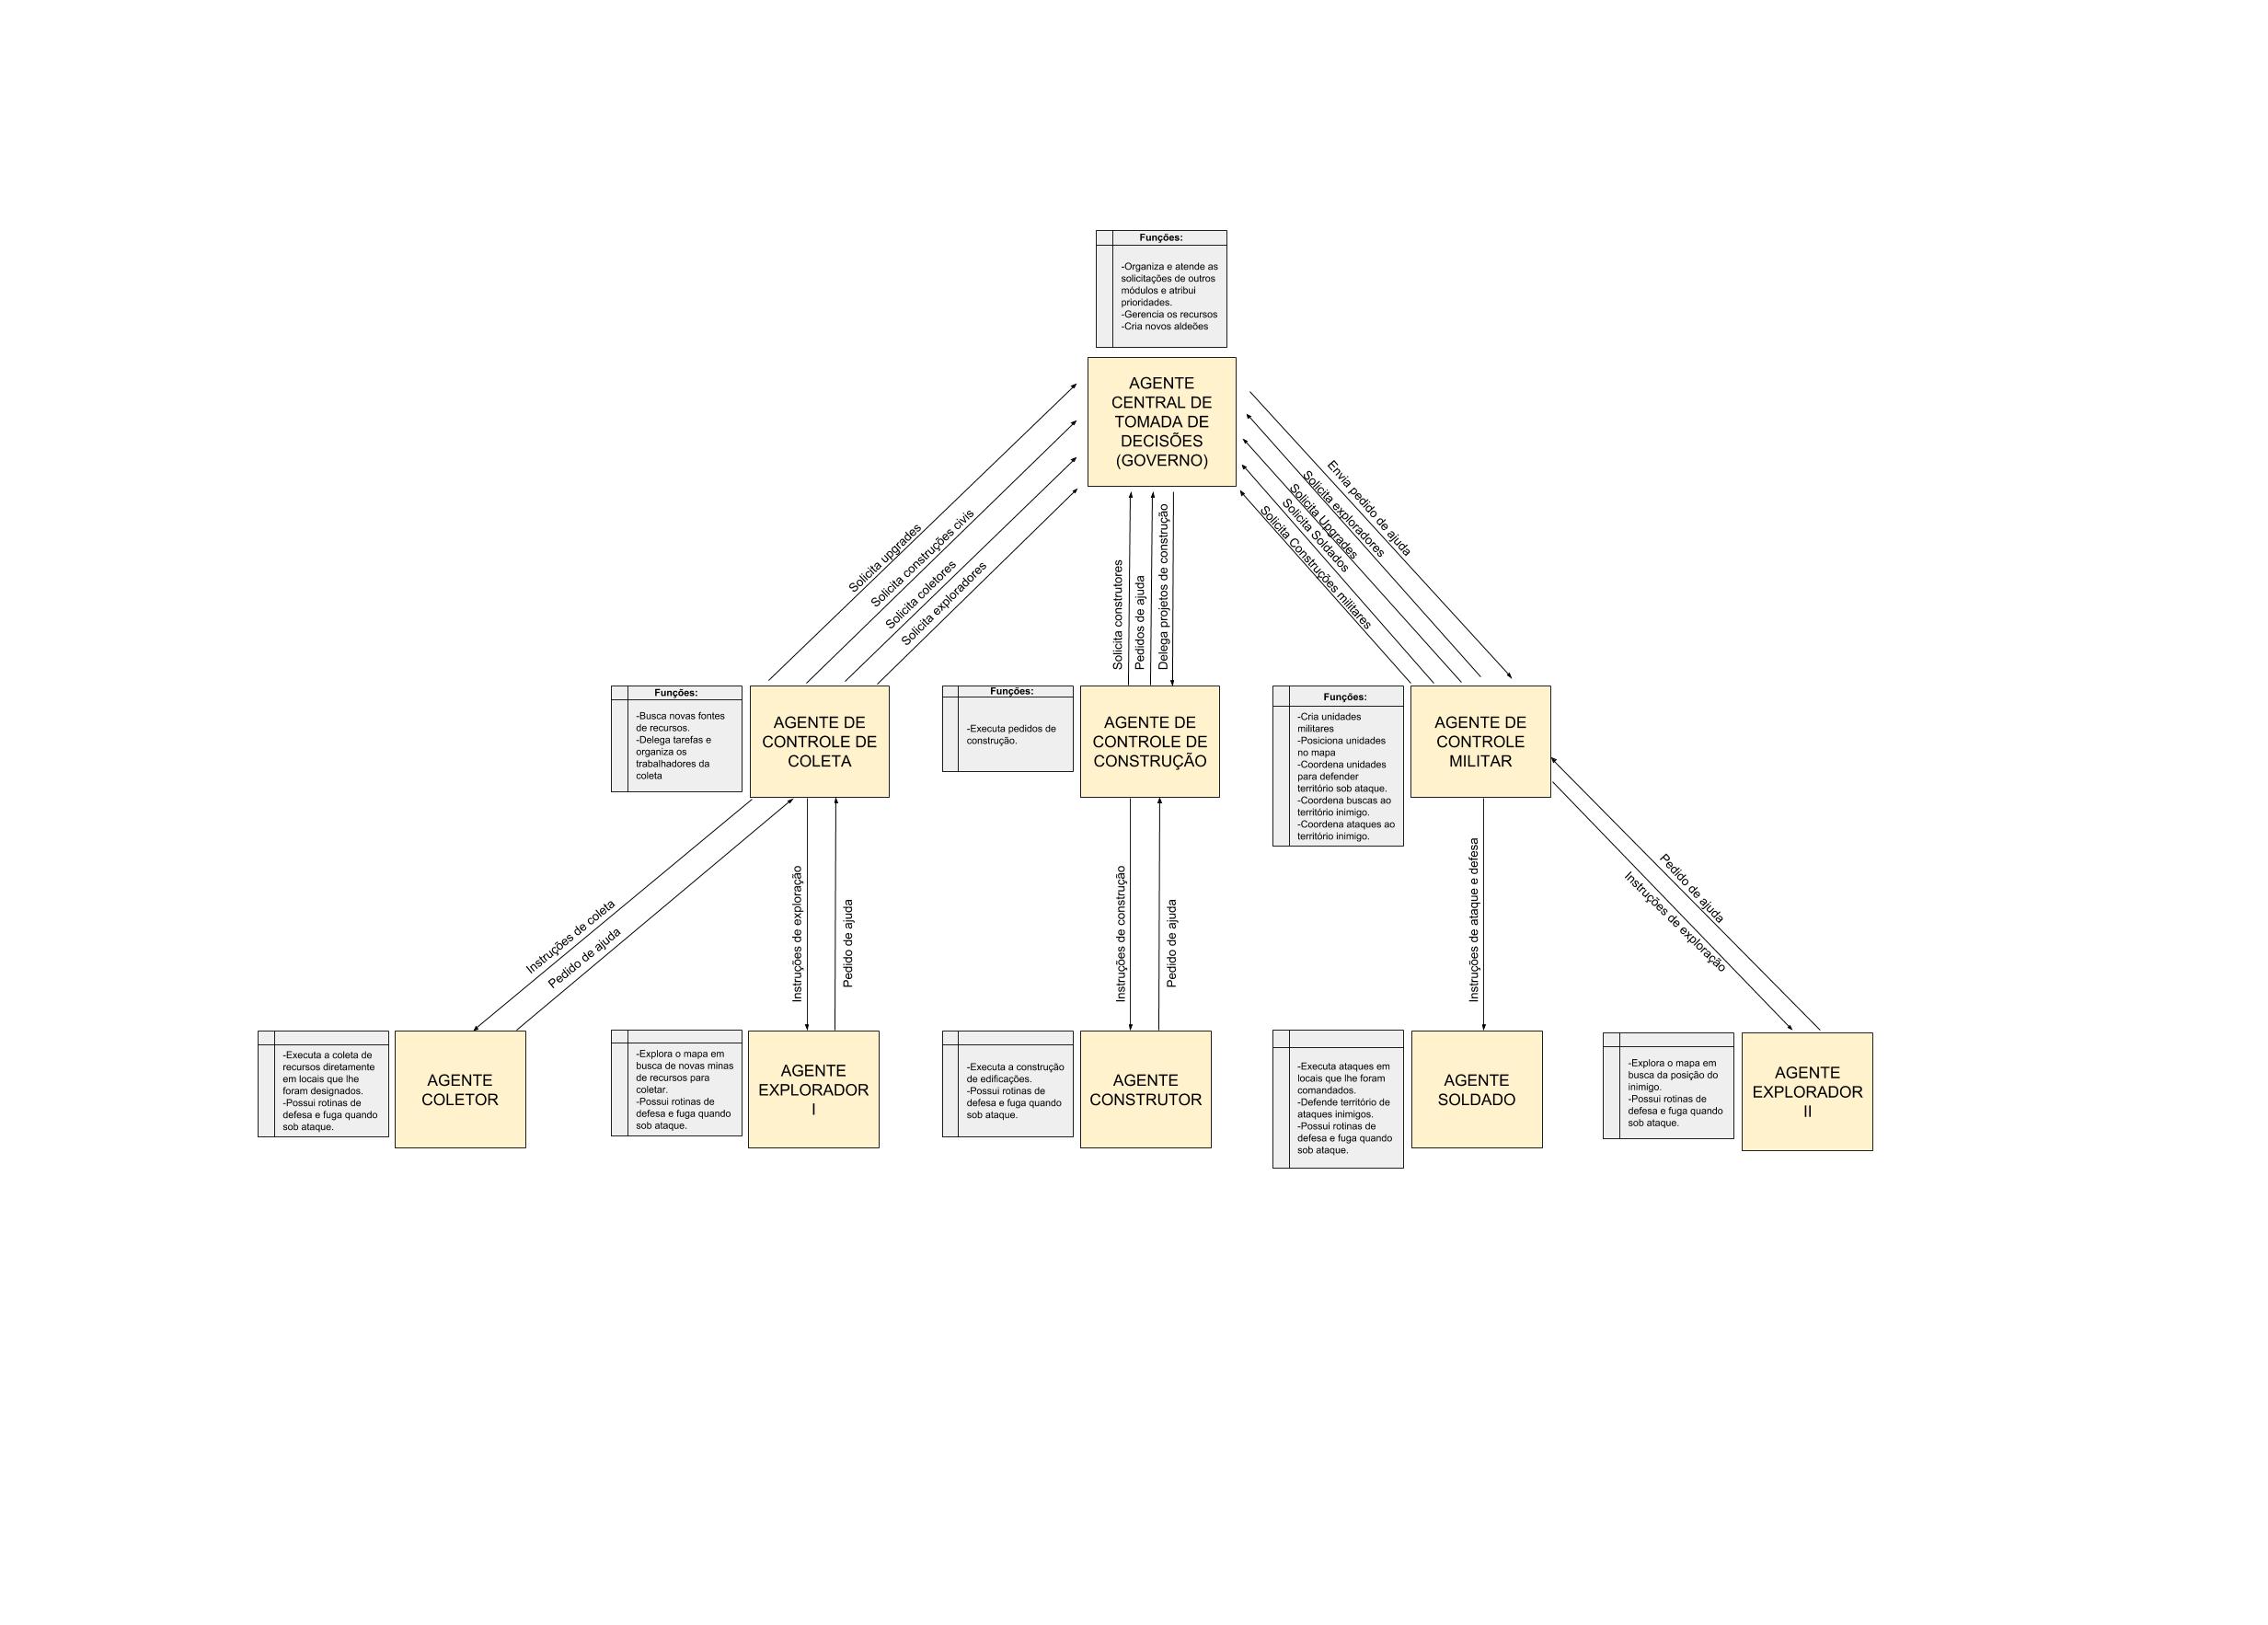 Funções:
-Organiza e atende as
solicitações de outros
módulos e atribui
prioridades.
-Gerencia os recursos
-Cria novos aldeões
AGENTE
CENTRAL DE
TOMADA DE
DECISÕES
(GOVERNO)
Solicita upgrades
Solicita construções civis
Solicita coletores
Solicita exploradores
Solicita construtores
Pedidos de ajuda
Delega projetos de construção
Envia pedido de ajuda
Solicita exploradores
Solicita Upgrades
Solicita Soldados
Solicita Construções militares
Funções:
-Busca novas fontes
de recursos.
-Delega tarefas e
organiza os
trabalhadores da
coleta
AGENTE DE
CONTROLE DE
COLETA
Funções:
-Executa pedidos de
construção.
AGENTE DE
CONTROLE DE
CONSTRUÇÃO
Funções:
-Cria unidades
militares
-Posiciona unidades
no mapa
-Coordena unidades
para defender
território sob ataque.
-Coordena buscas ao
território inimigo.
-Coordena ataques ao
território inimigo.
AGENTE DE
CONTROLE
MILITAR
Instruções de coleta
Pedido de ajuda
Instruções de exploração
Pedido de ajuda
Instruções de construção
Pedido de ajuda
Instruções de ataque e defesa
Pedido de ajuda
Instruções de exploração
-Executa a coleta de
recursos diretamente
em locais que lhe
foram designados.
-Possui rotinas de
defesa e fuga quando
sob ataque.
AGENTE
COLETOR
-Explora o mapa em
busca de novas minas
de recursos para
coletar.
-Possui rotinas de
defesa e fuga quando
sob ataque.
AGENTE
EXPLORADOR
I
-Executa a construção
de edificações.
-Possui rotinas de
defesa e fuga quando
sob ataque.
AGENTE
CONSTRUTOR
-Executa ataques em
locais que lhe foram
comandados.
-Defende território de
ataques inimigos.
-Possui rotinas de
defesa e fuga quando
sob ataque.
AGENTE
SOLDADO
-Explora o mapa em
busca da posição do
inimigo.
-Possui rotinas de
defesa e fuga quando
sob ataque.
AGENTE
EXPLORADOR
II